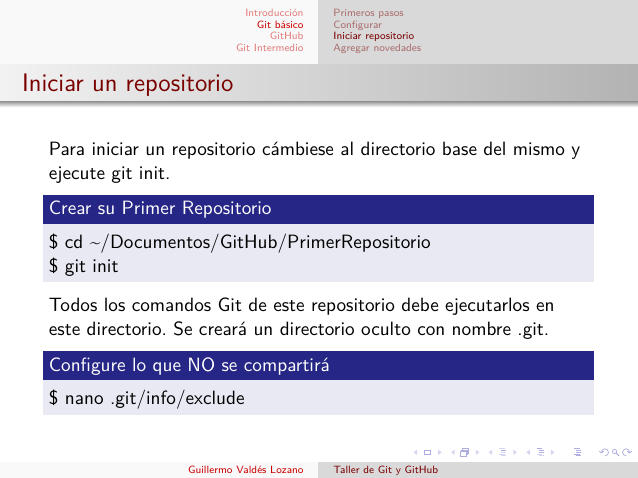 Introducción
Git básico
GitHub
Git Intermedio
Primeros pasos
Configurar
Iniciar repositorio
Agregar novedades
Iniciar un repositorio
Para iniciar un repositorio cámbiese al directorio base del mismo y
ejecute git init.
Crear su Primer Repositorio
$ cd ~/Documentos/GitHub/PrimerRepositorio
$ git init
Todos los comandos Git de este repositorio debe ejecutarlos en
este directorio. Se creará un directorio oculto con nombre .git.
Configure lo que NO se compartirá
$ nano .git/info/exclude
Guillermo Valdés Lozano
Taller de Git y GitHub